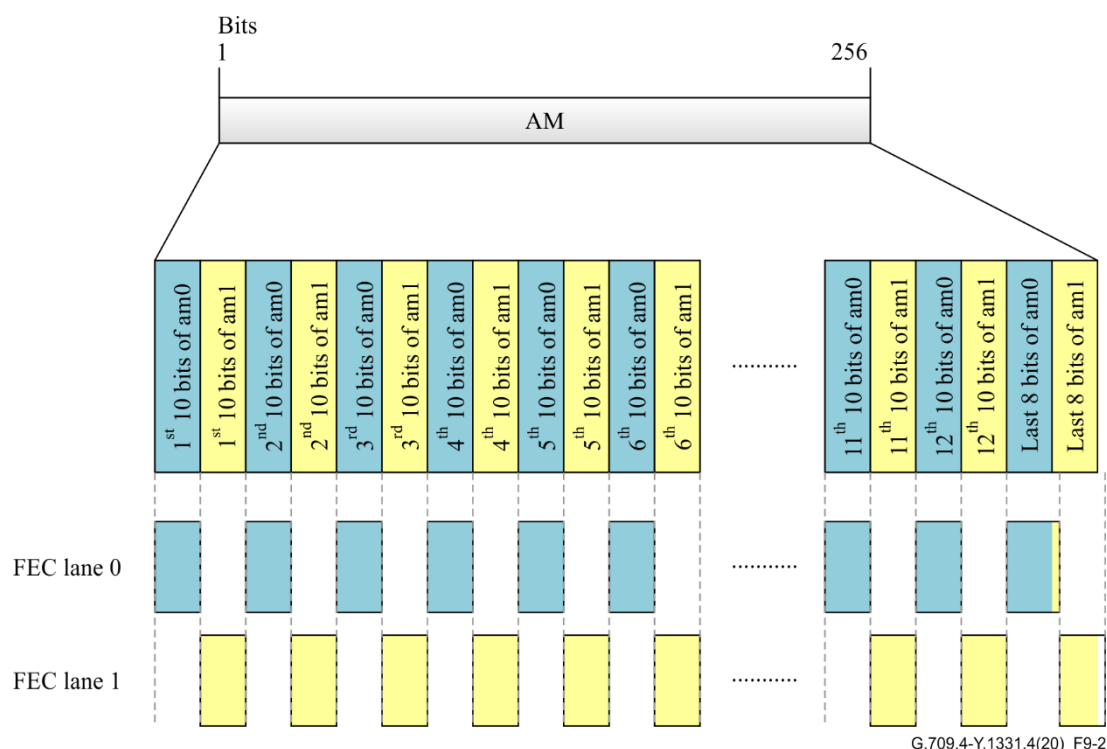 Bits
1 256
AM
1st 10 bits of am0
1st 10 bits of am1
2nd 10 bits of am0
2nd 10 bits of am1
3rd 10 bits of am0
3rd 10 bits of am1
4th 10 bits of am0
4th 10 bits of am1
5th 10 bits of am0
5th 10 bits of am1
6th 10 bits of am0
6th 10 bits of am1
..............
11th 10 bits of am0
11th 10 bits of am1
12th 10 bits of am0
12th 10 bits of am1
Last 8 bits of am0
Last 8 bits of am1
FEC lane 0 ..............
FEC lane 1 ..............
G.709.4-Y.1331.4(20)_F9-2